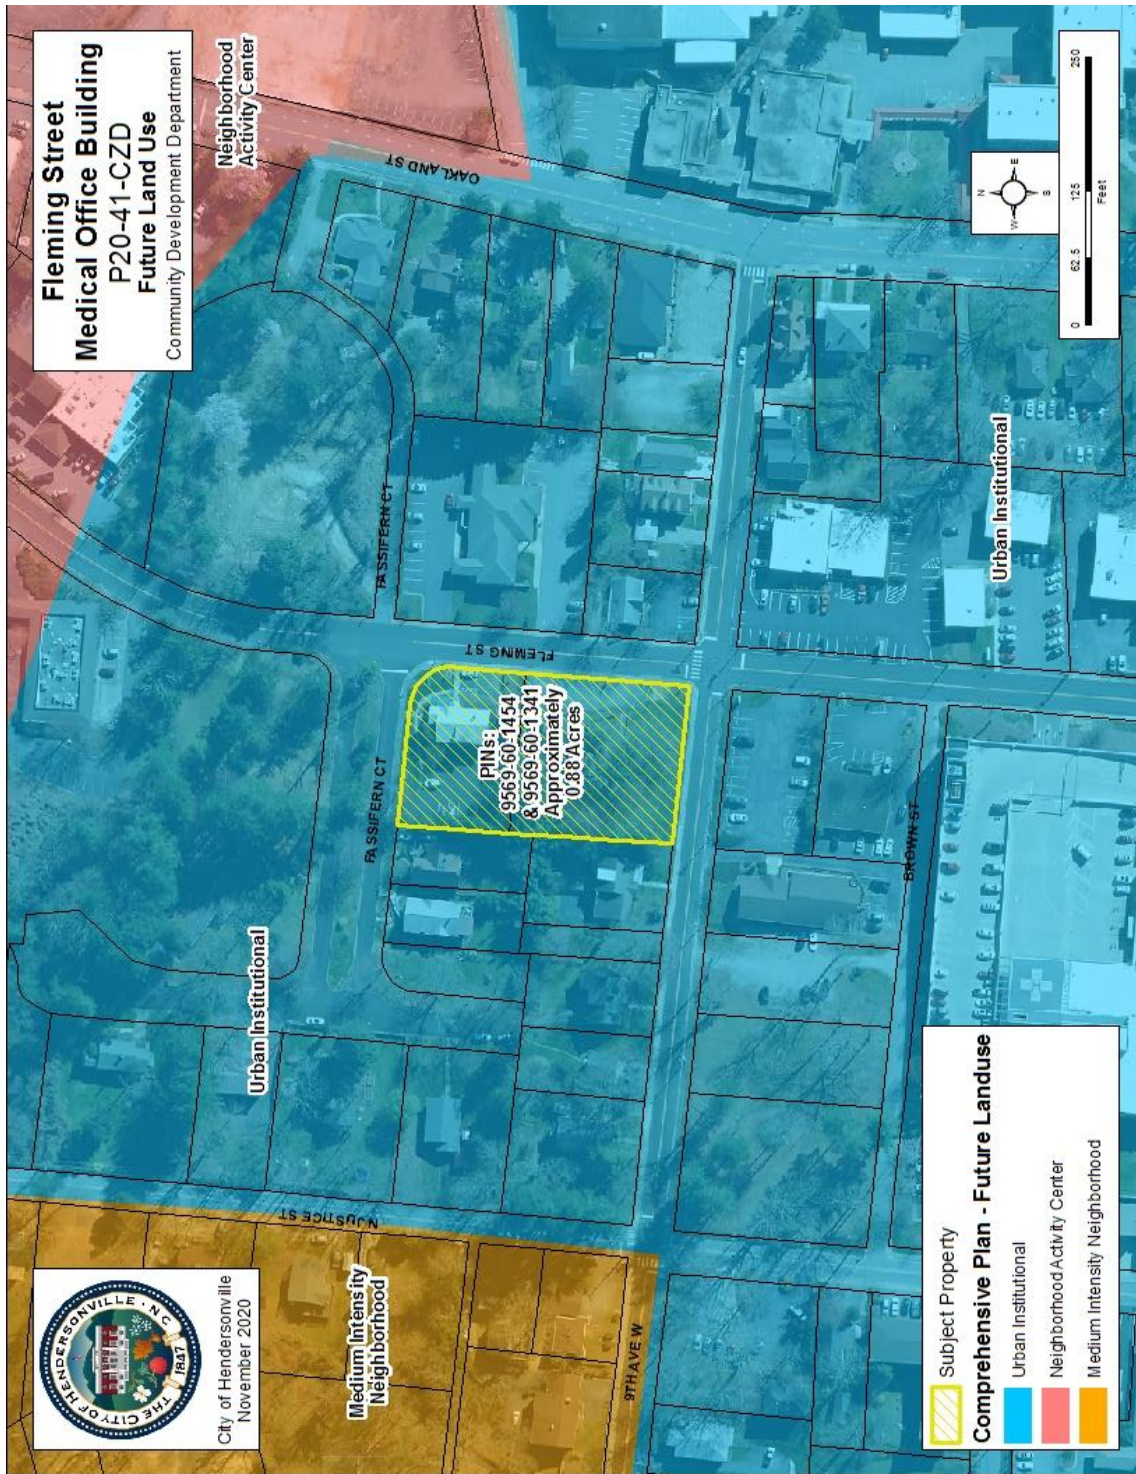 Fleming Street
Medical Office Building
P20-41-CZD
Future Land Use
Community Development Department
THE CITY OF HENDERSONVILLE · NC
1847
City of Hendersonville
November 2020
Neighborhood
Activity Center
OAKLAND ST
FASSIFERN CT
FLEMING ST
FASSIFERN CT
PINs:
9569-60-1454
& 9569-60-1341
Approximately
0.88 Acres
Urban Institutional
N JUSTICE ST
Medium Intensity
Neighborhood
9TH AVE W
BROWN ST
Urban Institutional
N
W E
S
0 62.5 125 250
Feet
Subject Property
Comprehensive Plan - Future Landuse
Urban Institutional
Neighborhood Activity Center
Medium Intensity Neighborhood